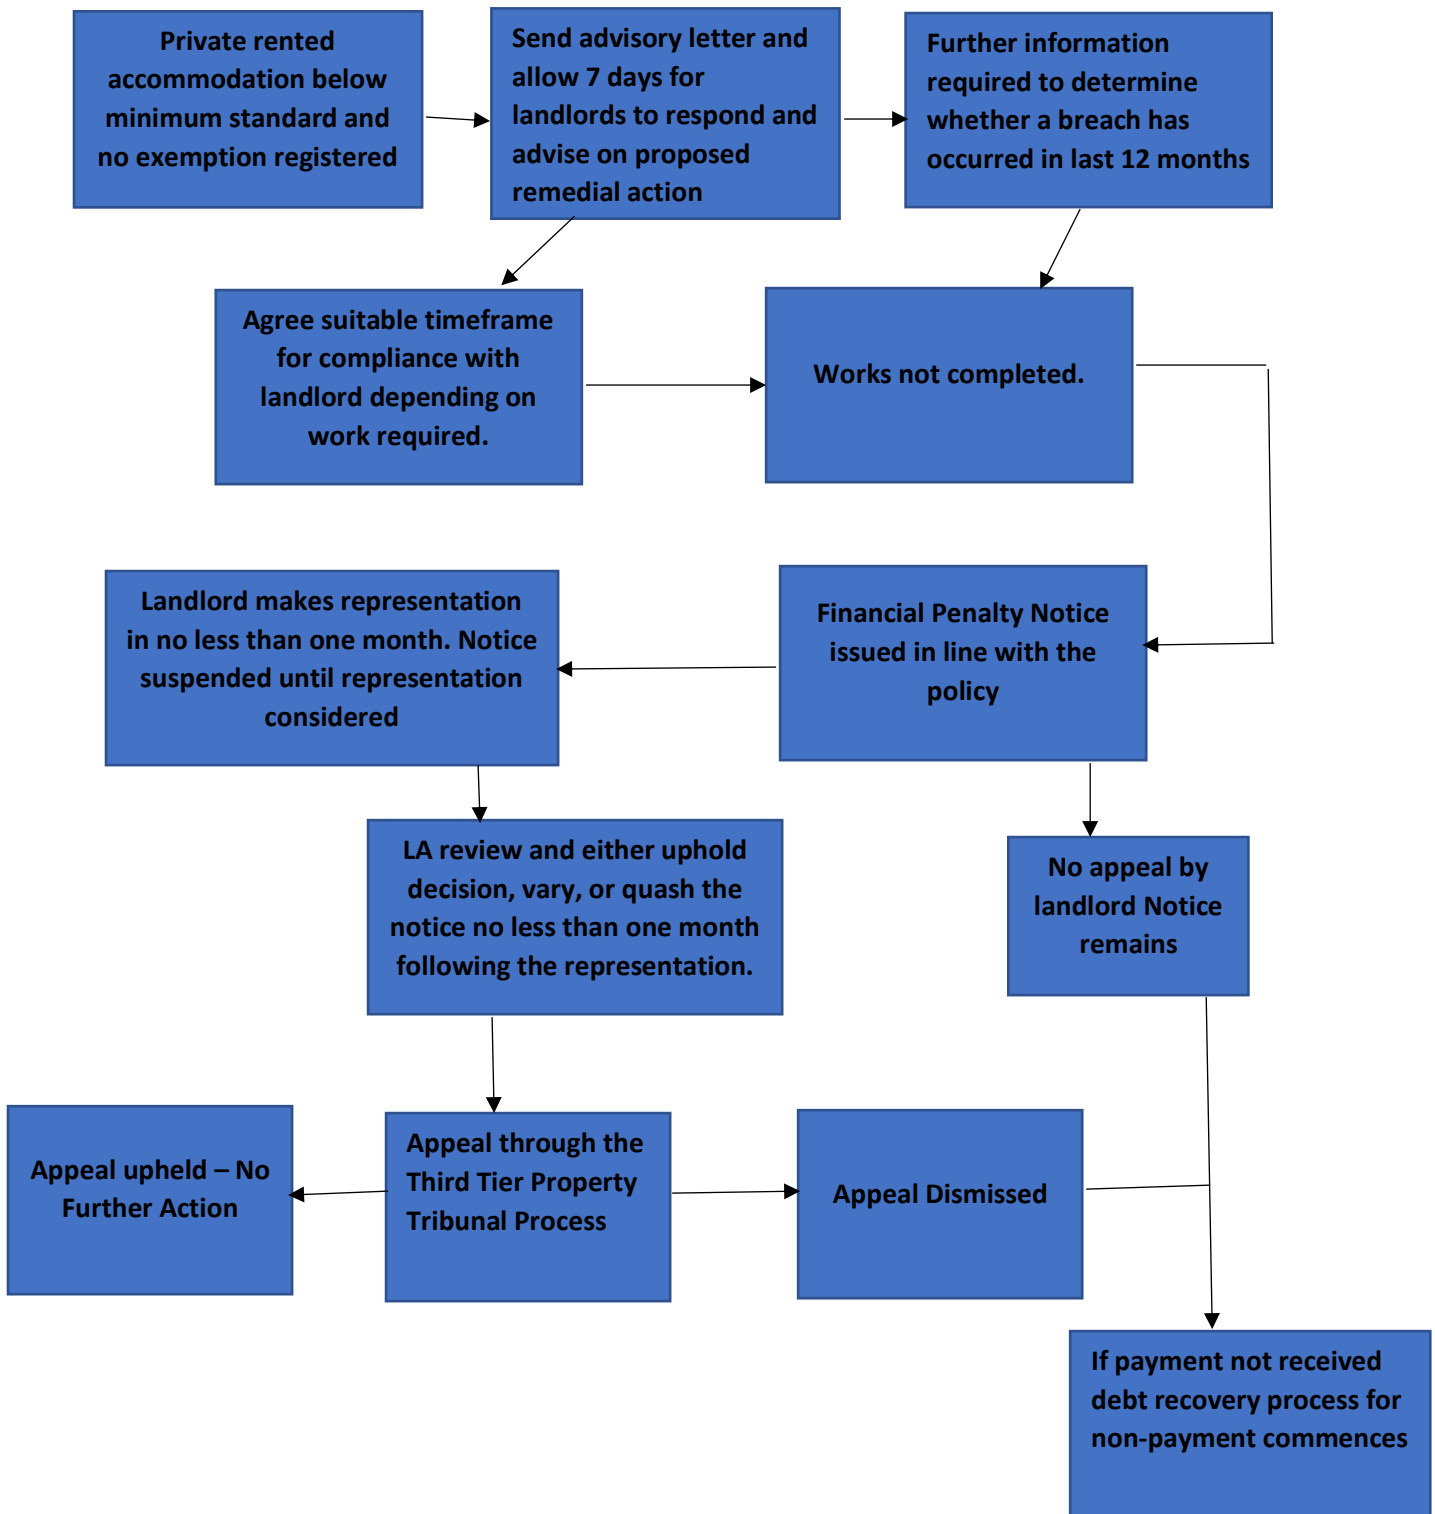 Private rented
accommodation below
minimum standard and
no exemption registered
Send advisory letter and
allow 7 days for
landlords to respond and
advise on proposed
remedial action
Further information
required to determine
whether a breach has
occurred in last 12 months
Agree suitable timeframe
for compliance with
landlord depending on
work required.
Works not completed.
Landlord makes representation
in no less than one month. Notice
suspended until representation
considered
Financial Penalty Notice
issued in line with the
policy
LA review and either uphold
decision, vary, or quash the
notice no less than one month
following the representation.
No appeal by
landlord Notice
remains
Appeal upheld – No
Further Action
Appeal through the
Third Tier Property
Tribunal Process
Appeal Dismissed
If payment not received
debt recovery process for
non-payment commences